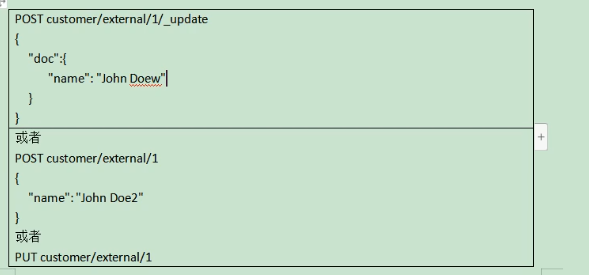 POST customer/external/1/_update
{
"doc":{
"name": "John Doew"
}
}
或者
POST customer/external/1
{
"name": "John Doe2"
}
或者
PUT customer/external/1